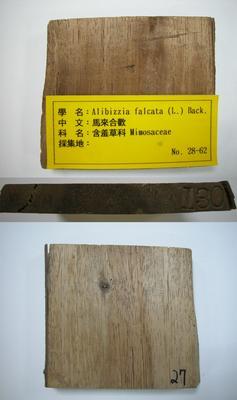 學　名：Alibizzia falcata (L.) Back.
中　文：馬來合歡
科　名：含羞草科 Mimosaceae
採集地：
No. 28-62
27